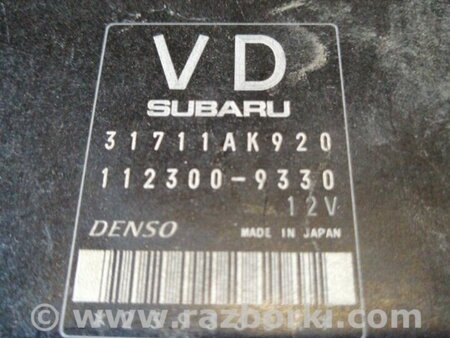 VD
SUBARU
31711AK920
112300-9330
12V
DENSO MADE IN JAPAN
© www.razborki.com